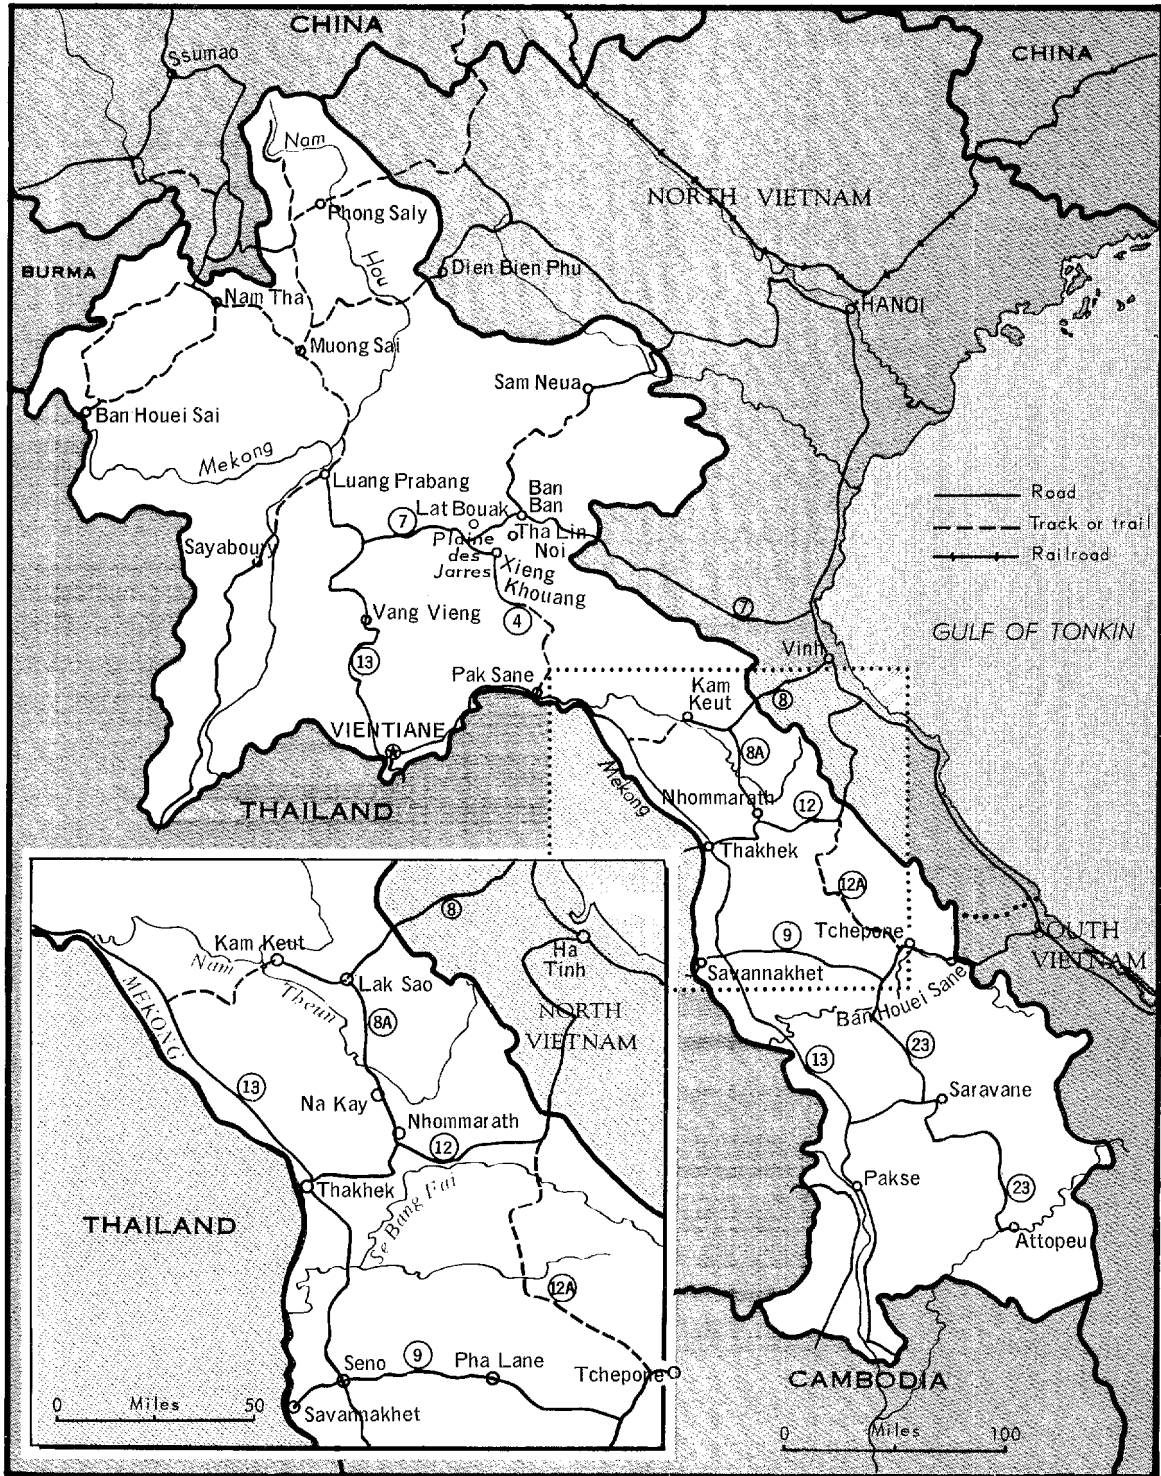 CHINA
Ssumao
CHINA
Nam
NORTH VIETNAM
Phong Saly
Hou
BURMA
Dien Bien Phu
Nam Tha
HANOI
Muong Sai
Sam Neua
Ban Houei Sai
Mekong
Luang Prabang
Ban
Ban
Lat Bouak
7
Road
Track or trail
Railroad
Tha Lin
Noi
Plaine
des
Jarres
Sayaboury
Xieng
Khouang
4
7
Vang Vieng
GULF OF TONKIN
13
Vinh
Pak Sane
Kam
Keut
8
VIENTIANE
8A
Mekong
THAILAND
Nhommarath
12
Thakhek
12A
9
Tchepone
Savannakhet
SOUTH
VIETNAM
Ban Houei Sane
13
23
Saravane
Pakse
23
Attopeu
CAMBODIA
Miles
0 100
8
Kam Keut
Ha
Tinh
Nam
Theun
Lak Sao
MEKONG
8A
NORTH
VIETNAM
13
Na Kay
Nhommarath
12
Thakhek
Se Bang Fai
THAILAND
12A
Seno
9
Pha Lane
Tchepone
Savannakhet
Miles
0 50